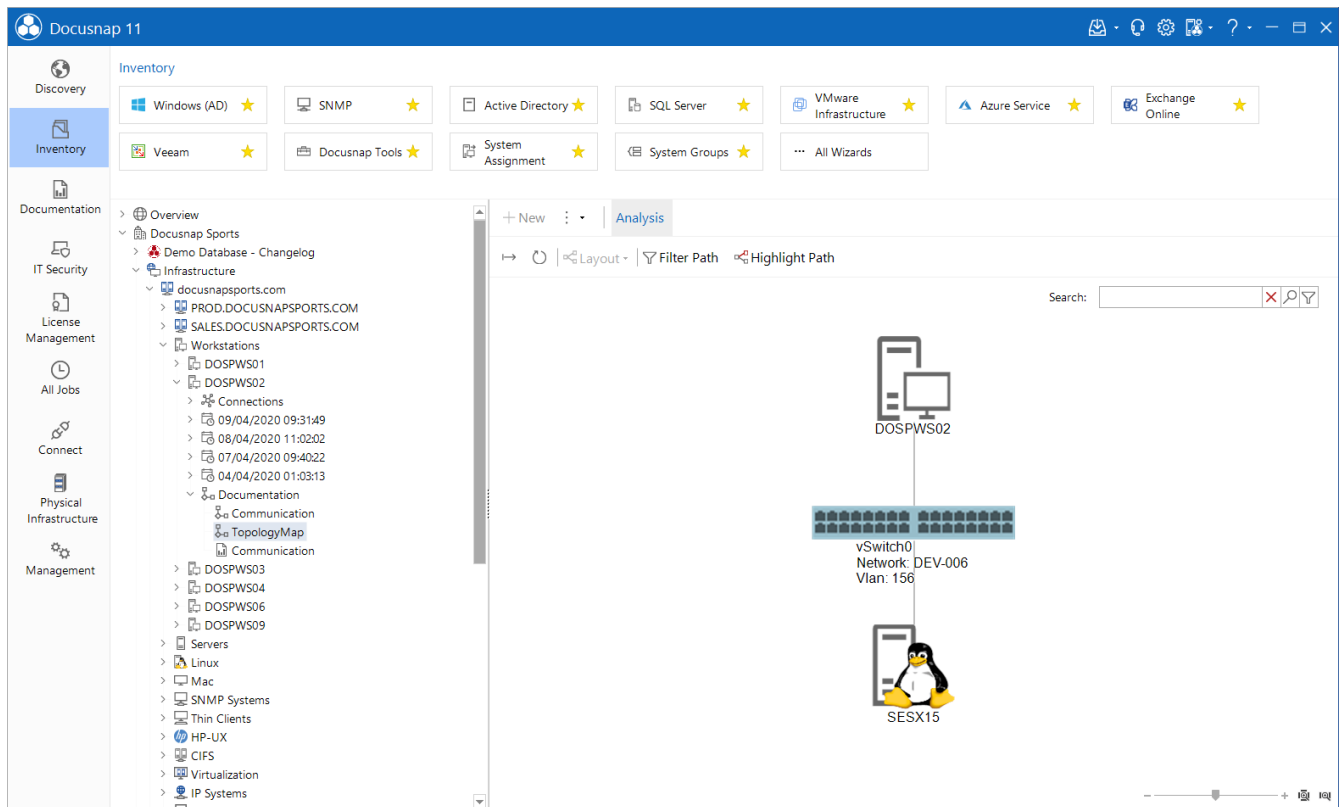 Docusnap 11
Discovery
Inventory
Documentation
IT Security
License
Management
All Jobs
Connect
Physical
Infrastructure
Management
Inventory
Windows (AD)
SNMP
Active Directory
SQL Server
VMware
Infrastructure
Azure Service
Exchange
Online
Veeam
Docusnap Tools
System
Assignment
System Groups
All Wizards
Overview
Docusnap Sports
Demo Database - Changelog
Infrastructure
docusnapsports.com
PROD.DOCUSNAPSPORTS.COM
SALES.DOCUSNAPSPORTS.COM
Workstations
DOSPWS01
DOSPWS02
Connections
09/04/2020 09:31:49
08/04/2020 11:02:02
07/04/2020 09:40:22
04/04/2020 01:03:13
Documentation
Communication
TopologyMap
Communication
DOSPWS03
DOSPWS04
DOSPWS06
DOSPWS09
Servers
Linux
Mac
SNMP Systems
Thin Clients
HP-UX
CIFS
Virtualization
IP Systems
New
Analysis
Layout
Filter Path
Highlight Path
Search:
DOSPWS02
vSwitch0
Network: DEV-006
Vlan: 156
SESX15